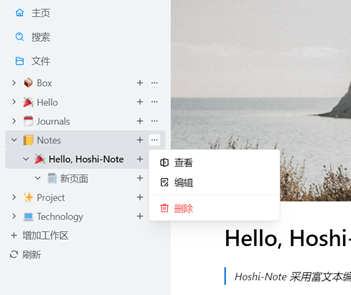 主页
搜索
文件
Box
Hello
Journals
Notes
Hello, Hoshi-Note
新页面
Project
Technology
增加工作区
刷新
查看
编辑
删除
Hello, Hoshi-
Hoshi-Note 采用富文本编